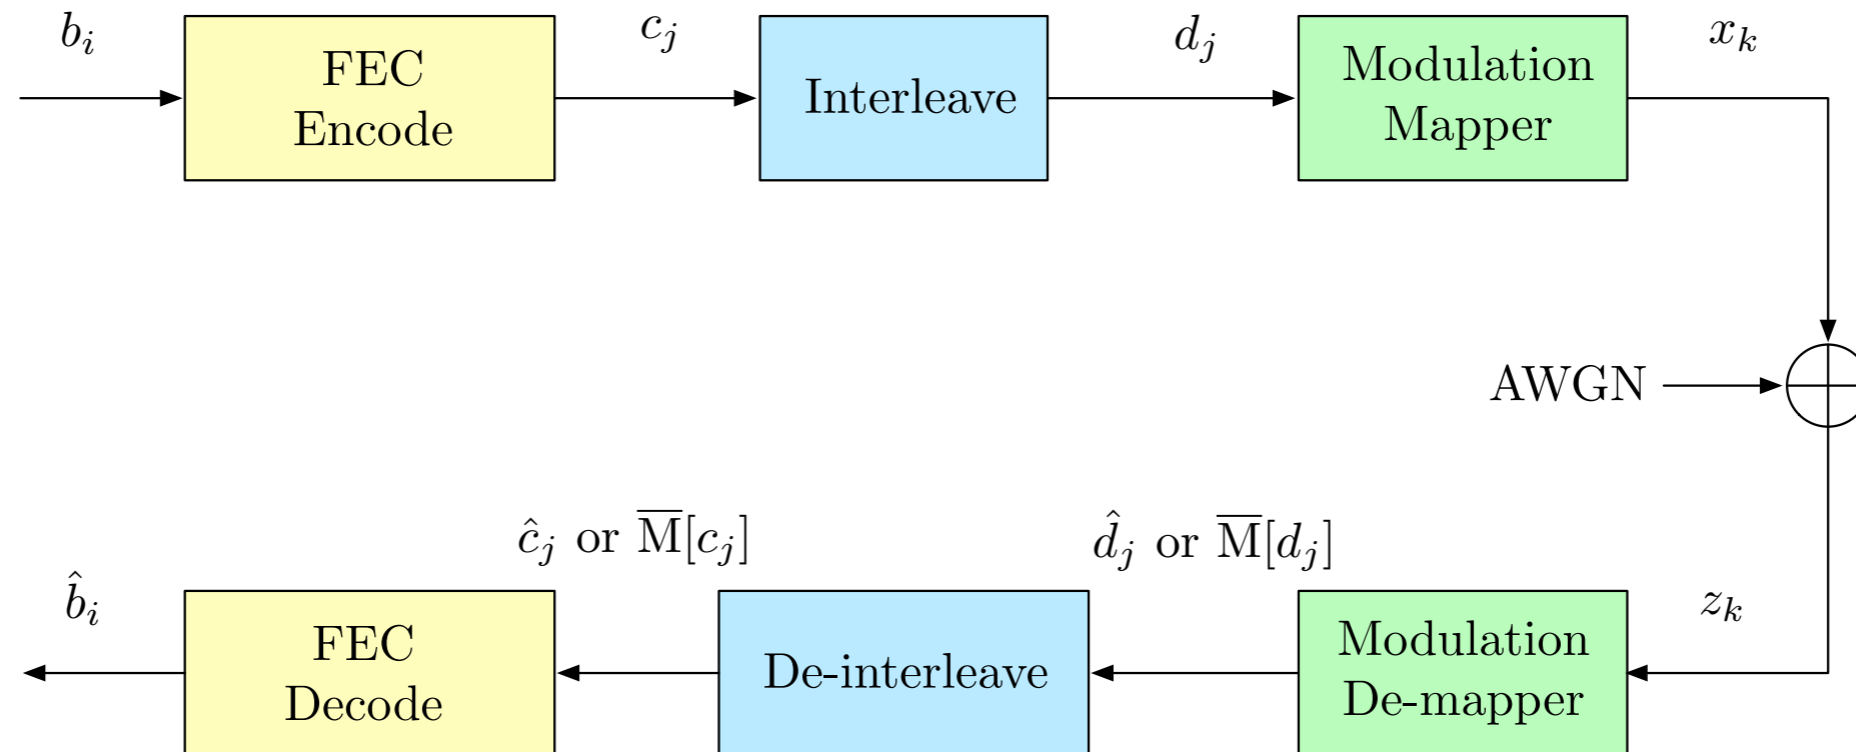 b_i
FEC
Encode
c_j
Interleave
d_j
Modulation
Mapper
x_k
AWGN
ĉ_j or M̅[c_j]
d̂_j or M̅[d_j]
b̂_i
FEC
Decode
De-interleave
Modulation
De-mapper
z_k